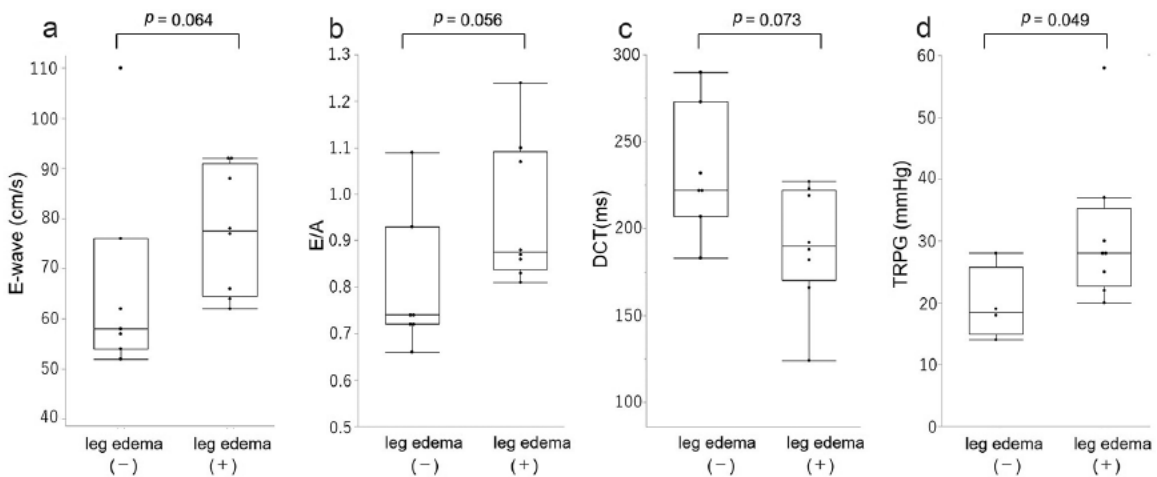 a
p = 0.064
E-wave (cm/s)
110
100
90
80
70
60
50
40
leg edema
(−)
leg edema
(+)
b
p = 0.056
E/A
1.3
1.2
1.1
1.0
0.9
0.8
0.7
0.6
0.5
leg edema
(−)
leg edema
(+)
c
p = 0.073
DCT(ms)
300
250
200
150
100
leg edema
(−)
leg edema
(+)
d
p = 0.049
TRPG (mmHg)
60
50
40
30
20
10
0
leg edema
(−)
leg edema
(+)